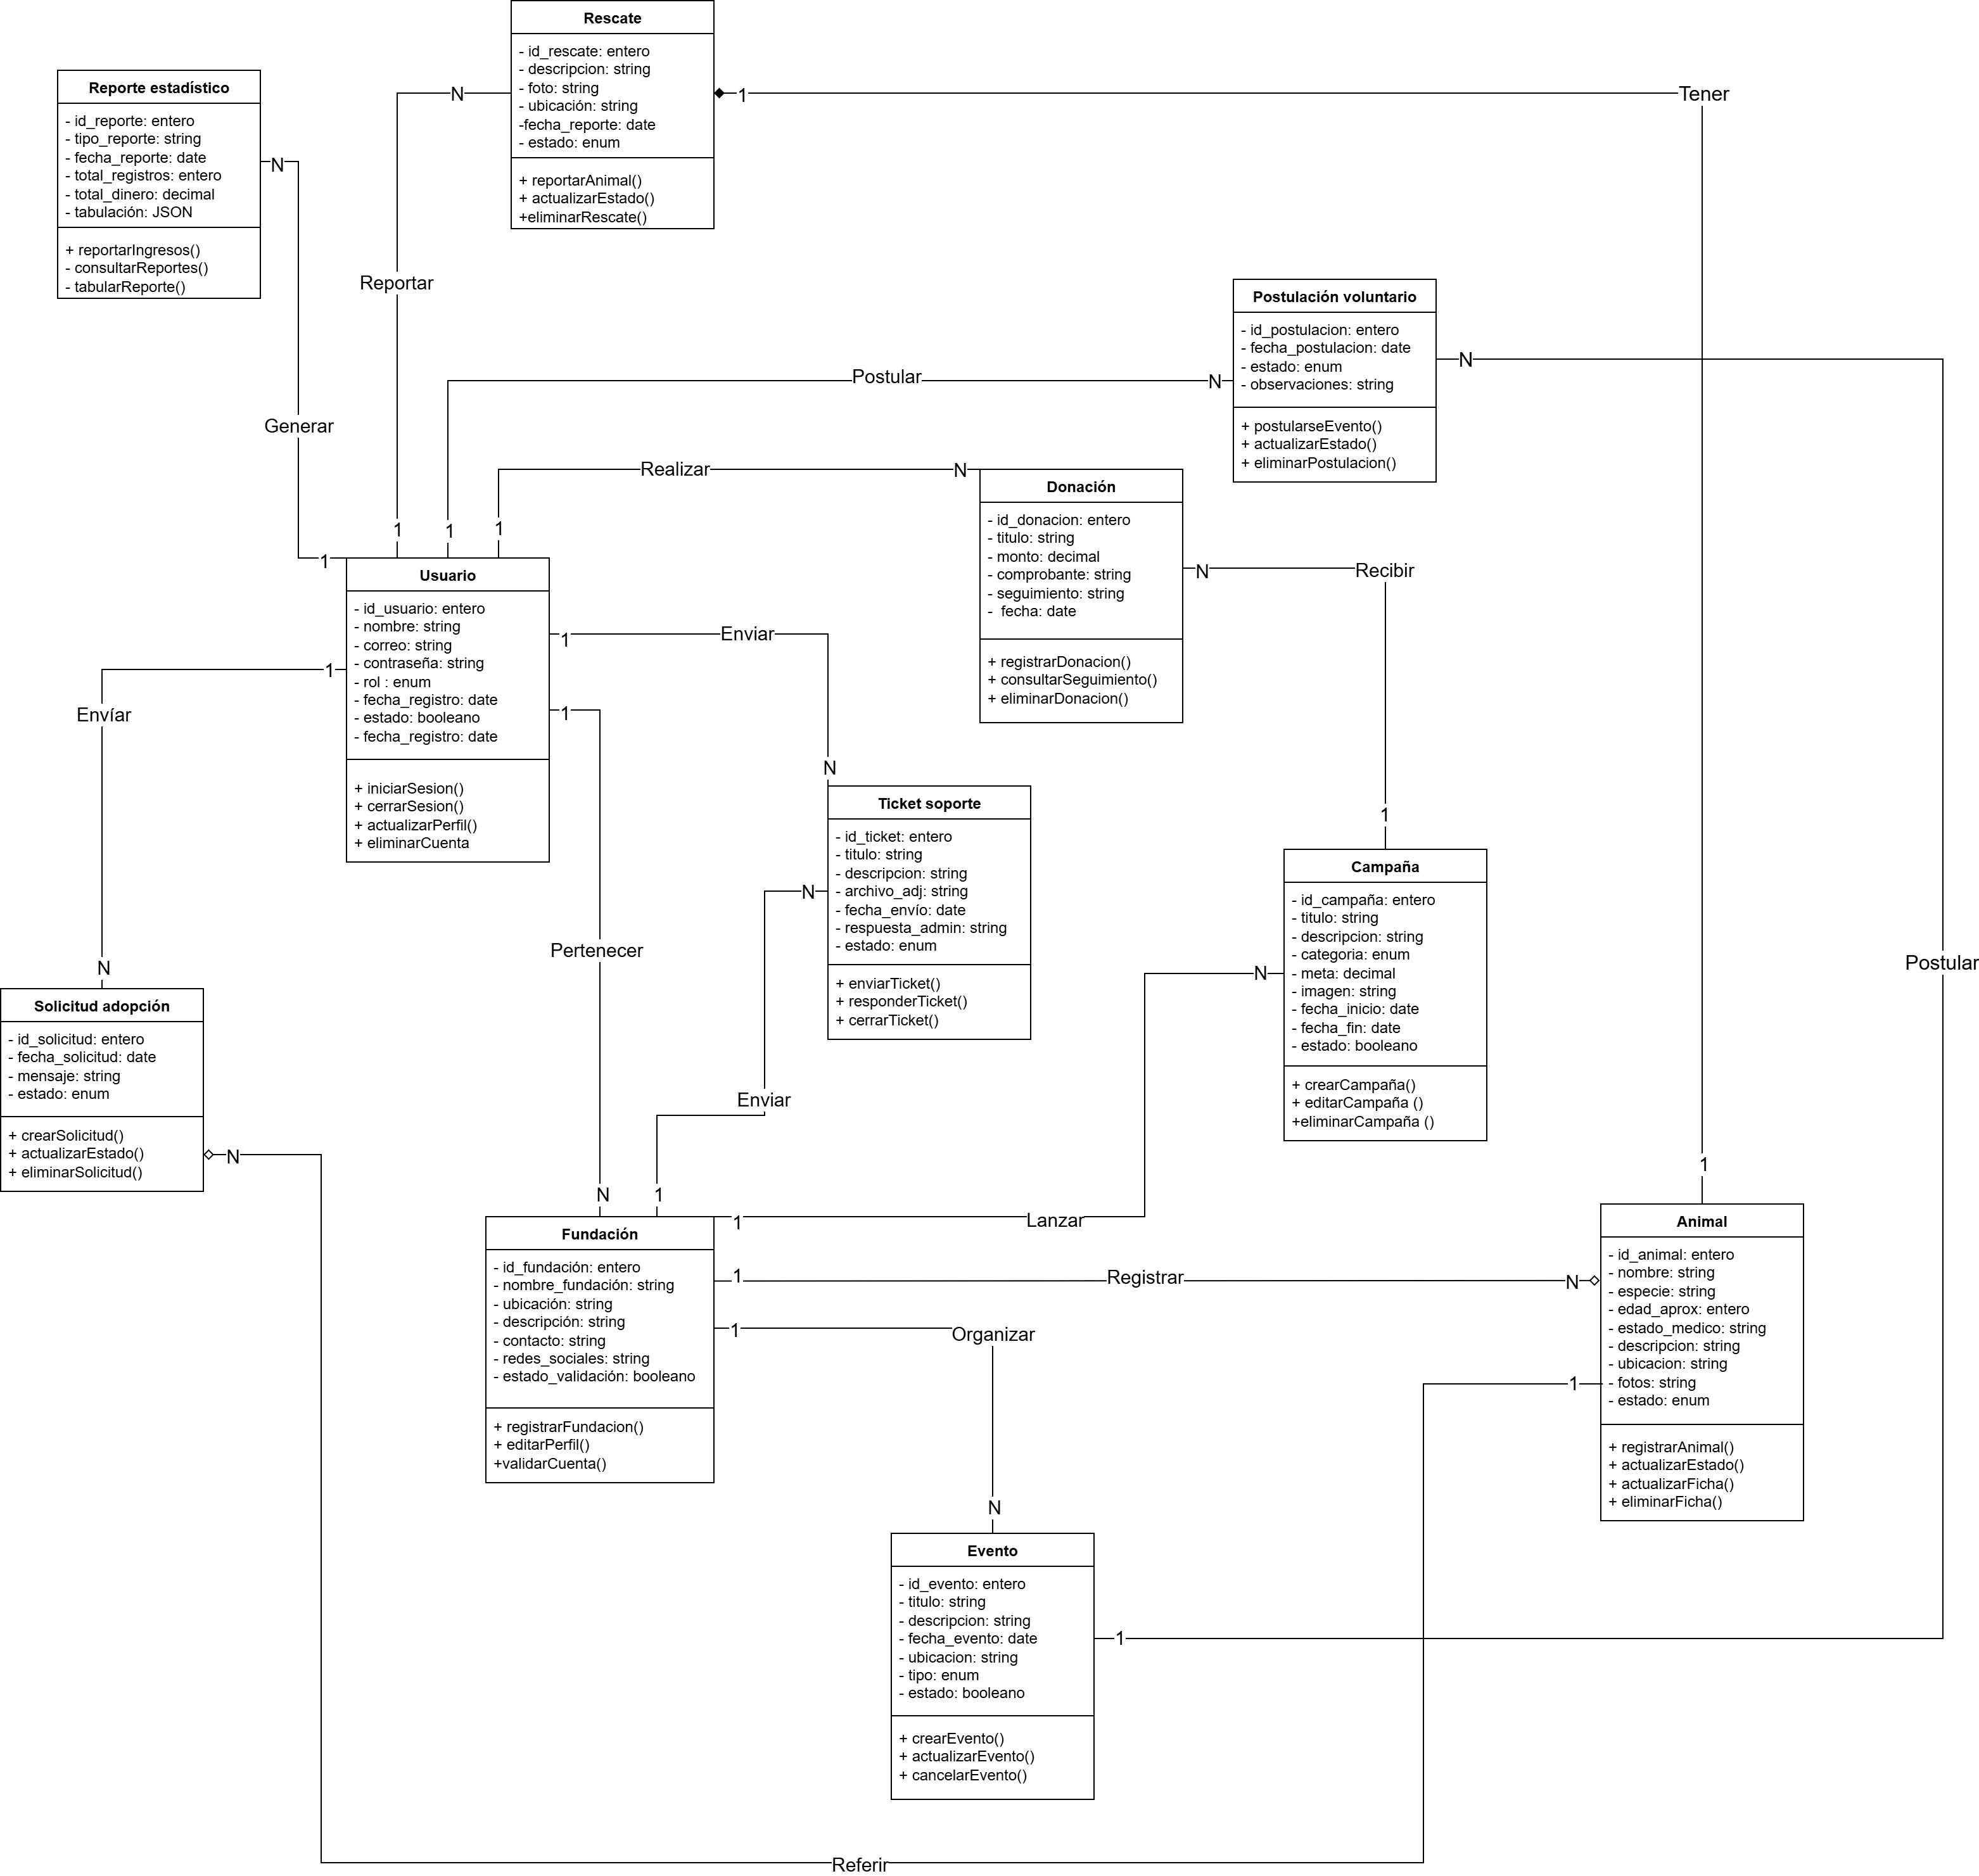 Rescate
- id_rescate: entero
- descripcion: string
- foto: string
- ubicación: string
-fecha_reporte: date
- estado: enum
+ reportarAnimal()
+ actualizarEstado()
+eliminarRescate()
N
1
Tener
Reporte estadístico
- id_reporte: entero
- tipo_reporte: string
- fecha_reporte: date
- total_registros: entero
- total_dinero: decimal
- tabulación: JSON
+ reportarIngresos()
- consultarReportes()
- tabularReporte()
N
Reportar
Generar
Postulación voluntario
- id_postulacion: entero
- fecha_postulacion: date
- estado: enum
- observaciones: string
+ postularseEvento()
+ actualizarEstado()
+ eliminarPostulacion()
N
Postular
N
Realizar
N
1
1
1
1
Donación
- id_donacion: entero
- titulo: string
- monto: decimal
- comprobante: string
- seguimiento: string
-  fecha: date
+ registrarDonacion()
+ consultarSeguimiento()
+ eliminarDonacion()
N
Recibir
1
Usuario
- id_usuario: entero
- nombre: string
- correo: string
- contraseña: string
- rol : enum
- fecha_registro: date
- estado: booleano
- fecha_registro: date
+ iniciarSesion()
+ cerrarSesion()
+ actualizarPerfil()
+ eliminarCuenta
1
Enviar
1
Envíar
1
N
N
Ticket soporte
- id_ticket: entero
- titulo: string
- descripcion: string
- archivo_adj: string
- fecha_envío: date
- respuesta_admin: string
- estado: enum
+ enviarTicket()
+ responderTicket()
+ cerrarTicket()
N
Campaña
- id_campaña: entero
- titulo: string
- descripcion: string
- categoria: enum
- meta: decimal
- imagen: string
- fecha_inicio: date
- fecha_fin: date
- estado: booleano
+ crearCampaña()
+ editarCampaña ()
+eliminarCampaña ()
N
Pertenecer
Postular
Solicitud adopción
- id_solicitud: entero
- fecha_solicitud: date
- mensaje: string
- estado: enum
+ crearSolicitud()
+ actualizarEstado()
+ eliminarSolicitud()
N
Enviar
N
1
1
Lanzar
1
Fundación
- id_fundación: entero
- nombre_fundación: string
- ubicación: string
- descripción: string
- contacto: string
- redes_sociales: string
- estado_validación: booleano
+ registrarFundacion()
+ editarPerfil()
+validarCuenta()
1
Registrar
N
1
Organizar
N
Animal
- id_animal: entero
- nombre: string
- especie: string
- edad_aprox: entero
- estado_medico: string
- descripcion: string
- ubicacion: string
- fotos: string
- estado: enum
+ registrarAnimal()
+ actualizarEstado()
+ actualizarFicha()
+ eliminarFicha()
1
Evento
- id_evento: entero
- titulo: string
- descripcion: string
- fecha_evento: date
- ubicacion: string
- tipo: enum
- estado: booleano
+ crearEvento()
+ actualizarEvento()
+ cancelarEvento()
1
Referir